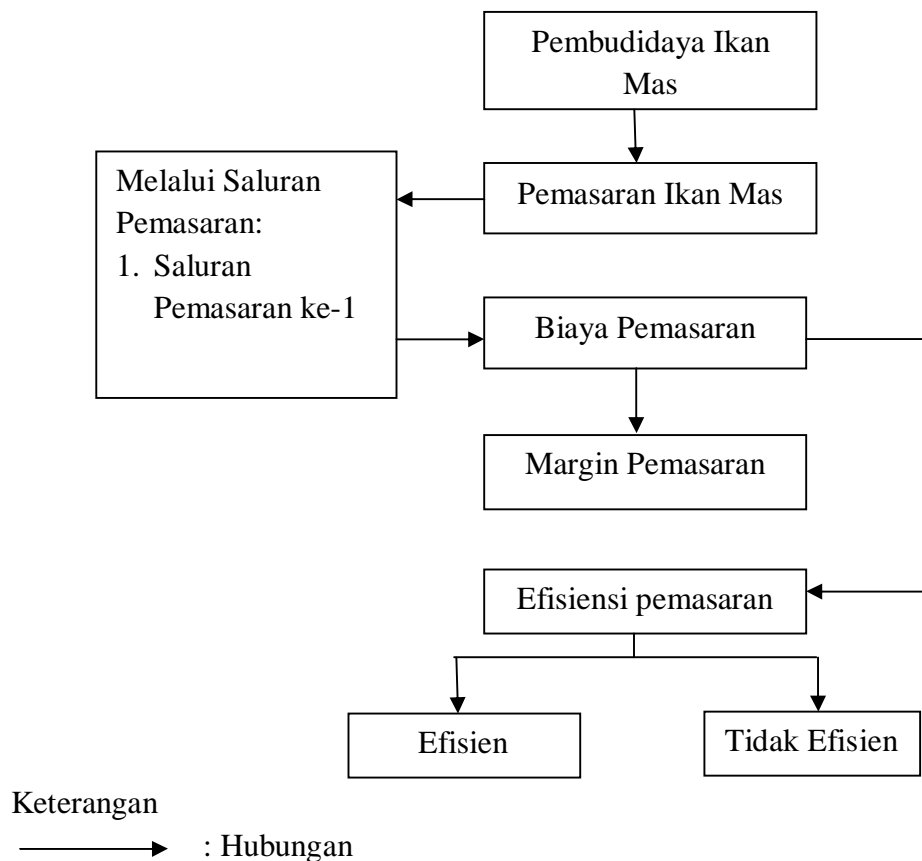 Pembudidaya Ikan
Mas
Pemasaran Ikan Mas
Melalui Saluran
Pemasaran:
1. Saluran
Pemasaran ke-1
Biaya Pemasaran
Margin Pemasaran
Efisiensi pemasaran
Efisien
Tidak Efisien
Keterangan
: Hubungan